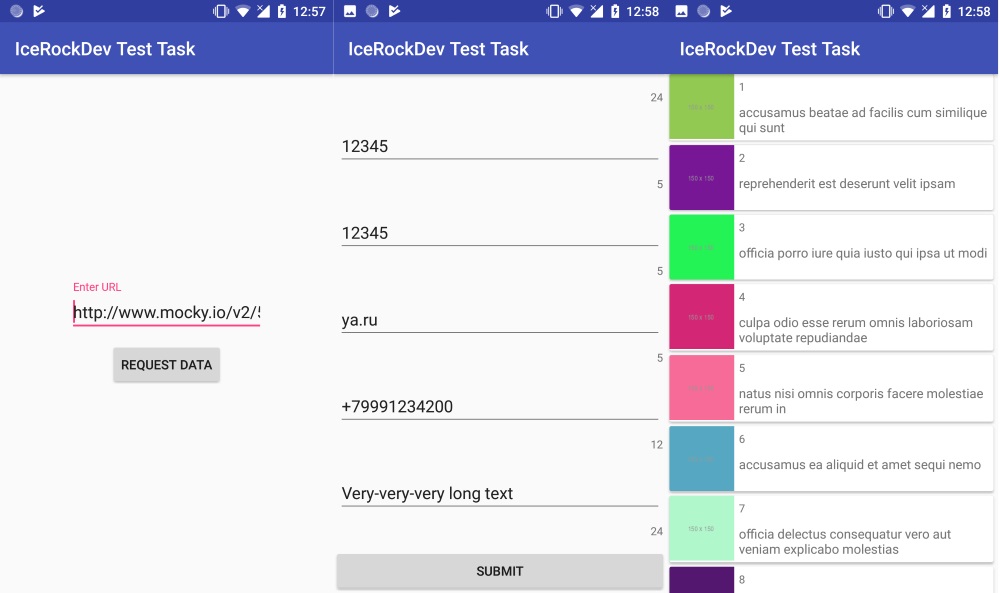 12:57
IceRockDev Test Task
Enter URL
http://www.mocky.io/v2/
REQUEST DATA
12:58
IceRockDev Test Task
24
12345
5
12345
5
ya.ru
5
+79991234200
12
Very-very-very long text
24
SUBMIT
12:58
IceRockDev Test Task
150 x 150
1
accusamus beatae ad facilis cum similique
qui sunt
150 x 150
2
reprehenderit est deserunt velit ipsam
150 x 150
3
officia porro iure quia iusto qui ipsa ut modi
150 x 150
4
culpa odio esse rerum omnis laboriosam
voluptate repudiandae
150 x 150
5
natus nisi omnis corporis facere molestiae
rerum in
150 x 150
6
accusamus ea aliquid et amet sequi nemo
150 x 150
7
officia delectus consequatur vero aut
veniam explicabo molestias
8